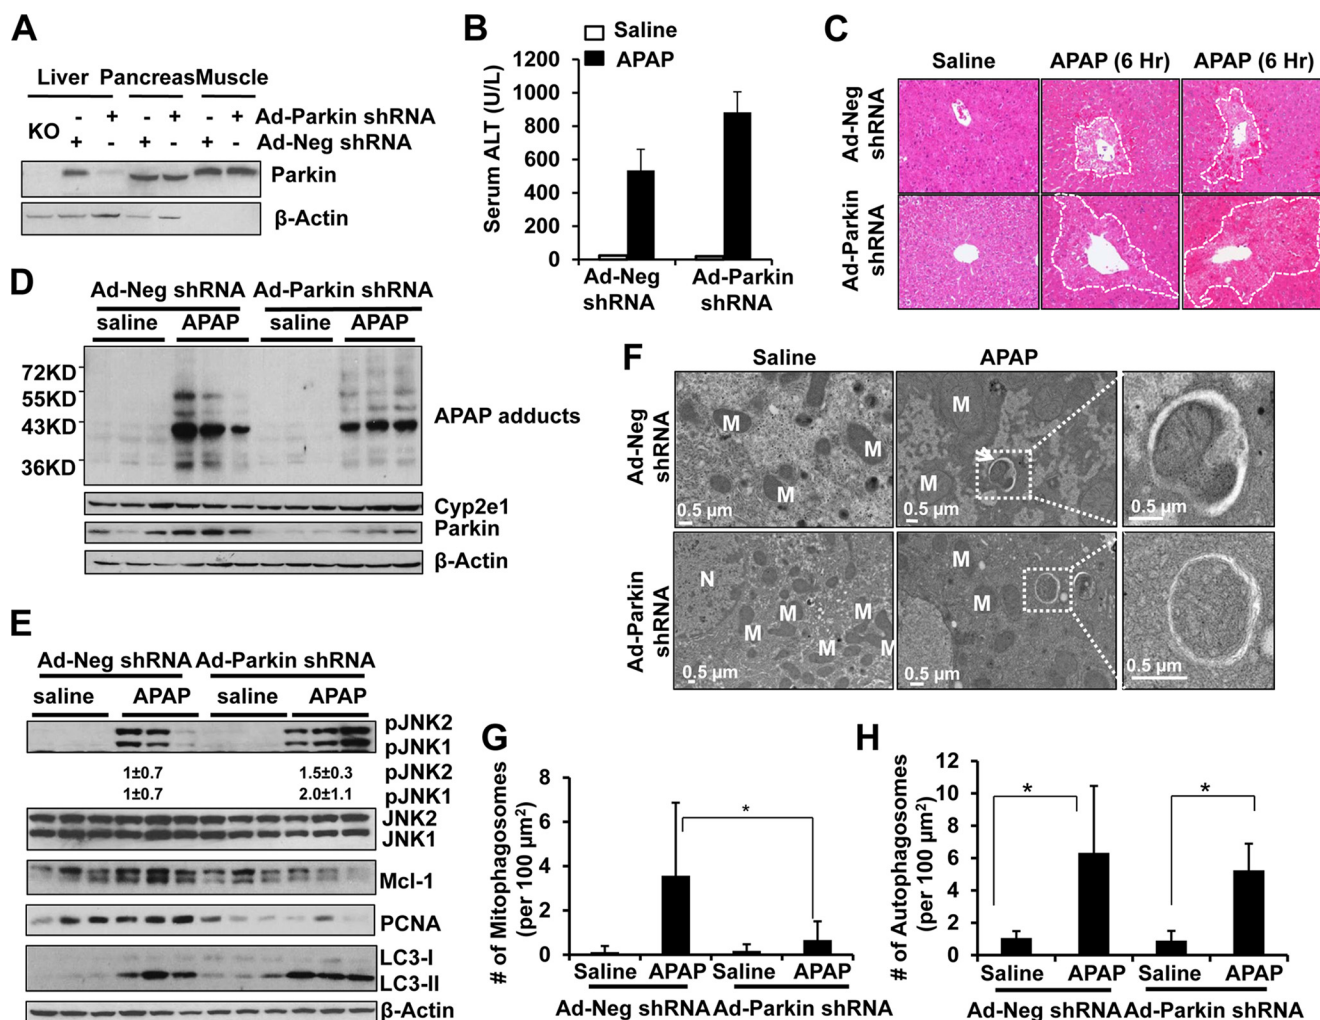 A
Liver PancreasMuscle
KO - + - + - + Ad-Parkin shRNA
+ - + - + - Ad-Neg shRNA
Parkin
β-Actin
B
Saline
APAP
Serum ALT (U/L)
1200
1000
800
600
400
200
0
Ad-Neg shRNA
Ad-Parkin shRNA
C
Saline APAP (6 Hr) APAP (6 Hr)
Ad-Neg shRNA
Ad-Parkin shRNA
D
Ad-Neg shRNA Ad-Parkin shRNA
saline APAP saline APAP
72KD
55KD
43KD
36KD
APAP adducts
Cyp2e1
Parkin
β-Actin
E
Ad-Neg shRNA Ad-Parkin shRNA
saline APAP saline APAP
pJNK2
pJNK1
1±0.7 1.5±0.3 pJNK2
1±0.7 2.0±1.1 pJNK1
JNK2
JNK1
Mcl-1
PCNA
LC3-I
LC3-II
β-Actin
F
Saline APAP
Ad-Neg shRNA
M M M
0.5 µm
M M
0.5 µm
0.5 µm
Ad-Parkin shRNA
N M M M M M
0.5 µm
M M
0.5 µm
0.5 µm
G
# of Mitophagosomes
(per 100 µm²)
8
6
4
2
0
*
Saline APAP Saline APAP
Ad-Neg shRNA Ad-Parkin shRNA
H
# of Autophagosomes
(per 100 µm²)
12
10
8
6
4
2
0
* *
Saline APAP Saline APAP
Ad-Neg shRNA Ad-Parkin shRNA